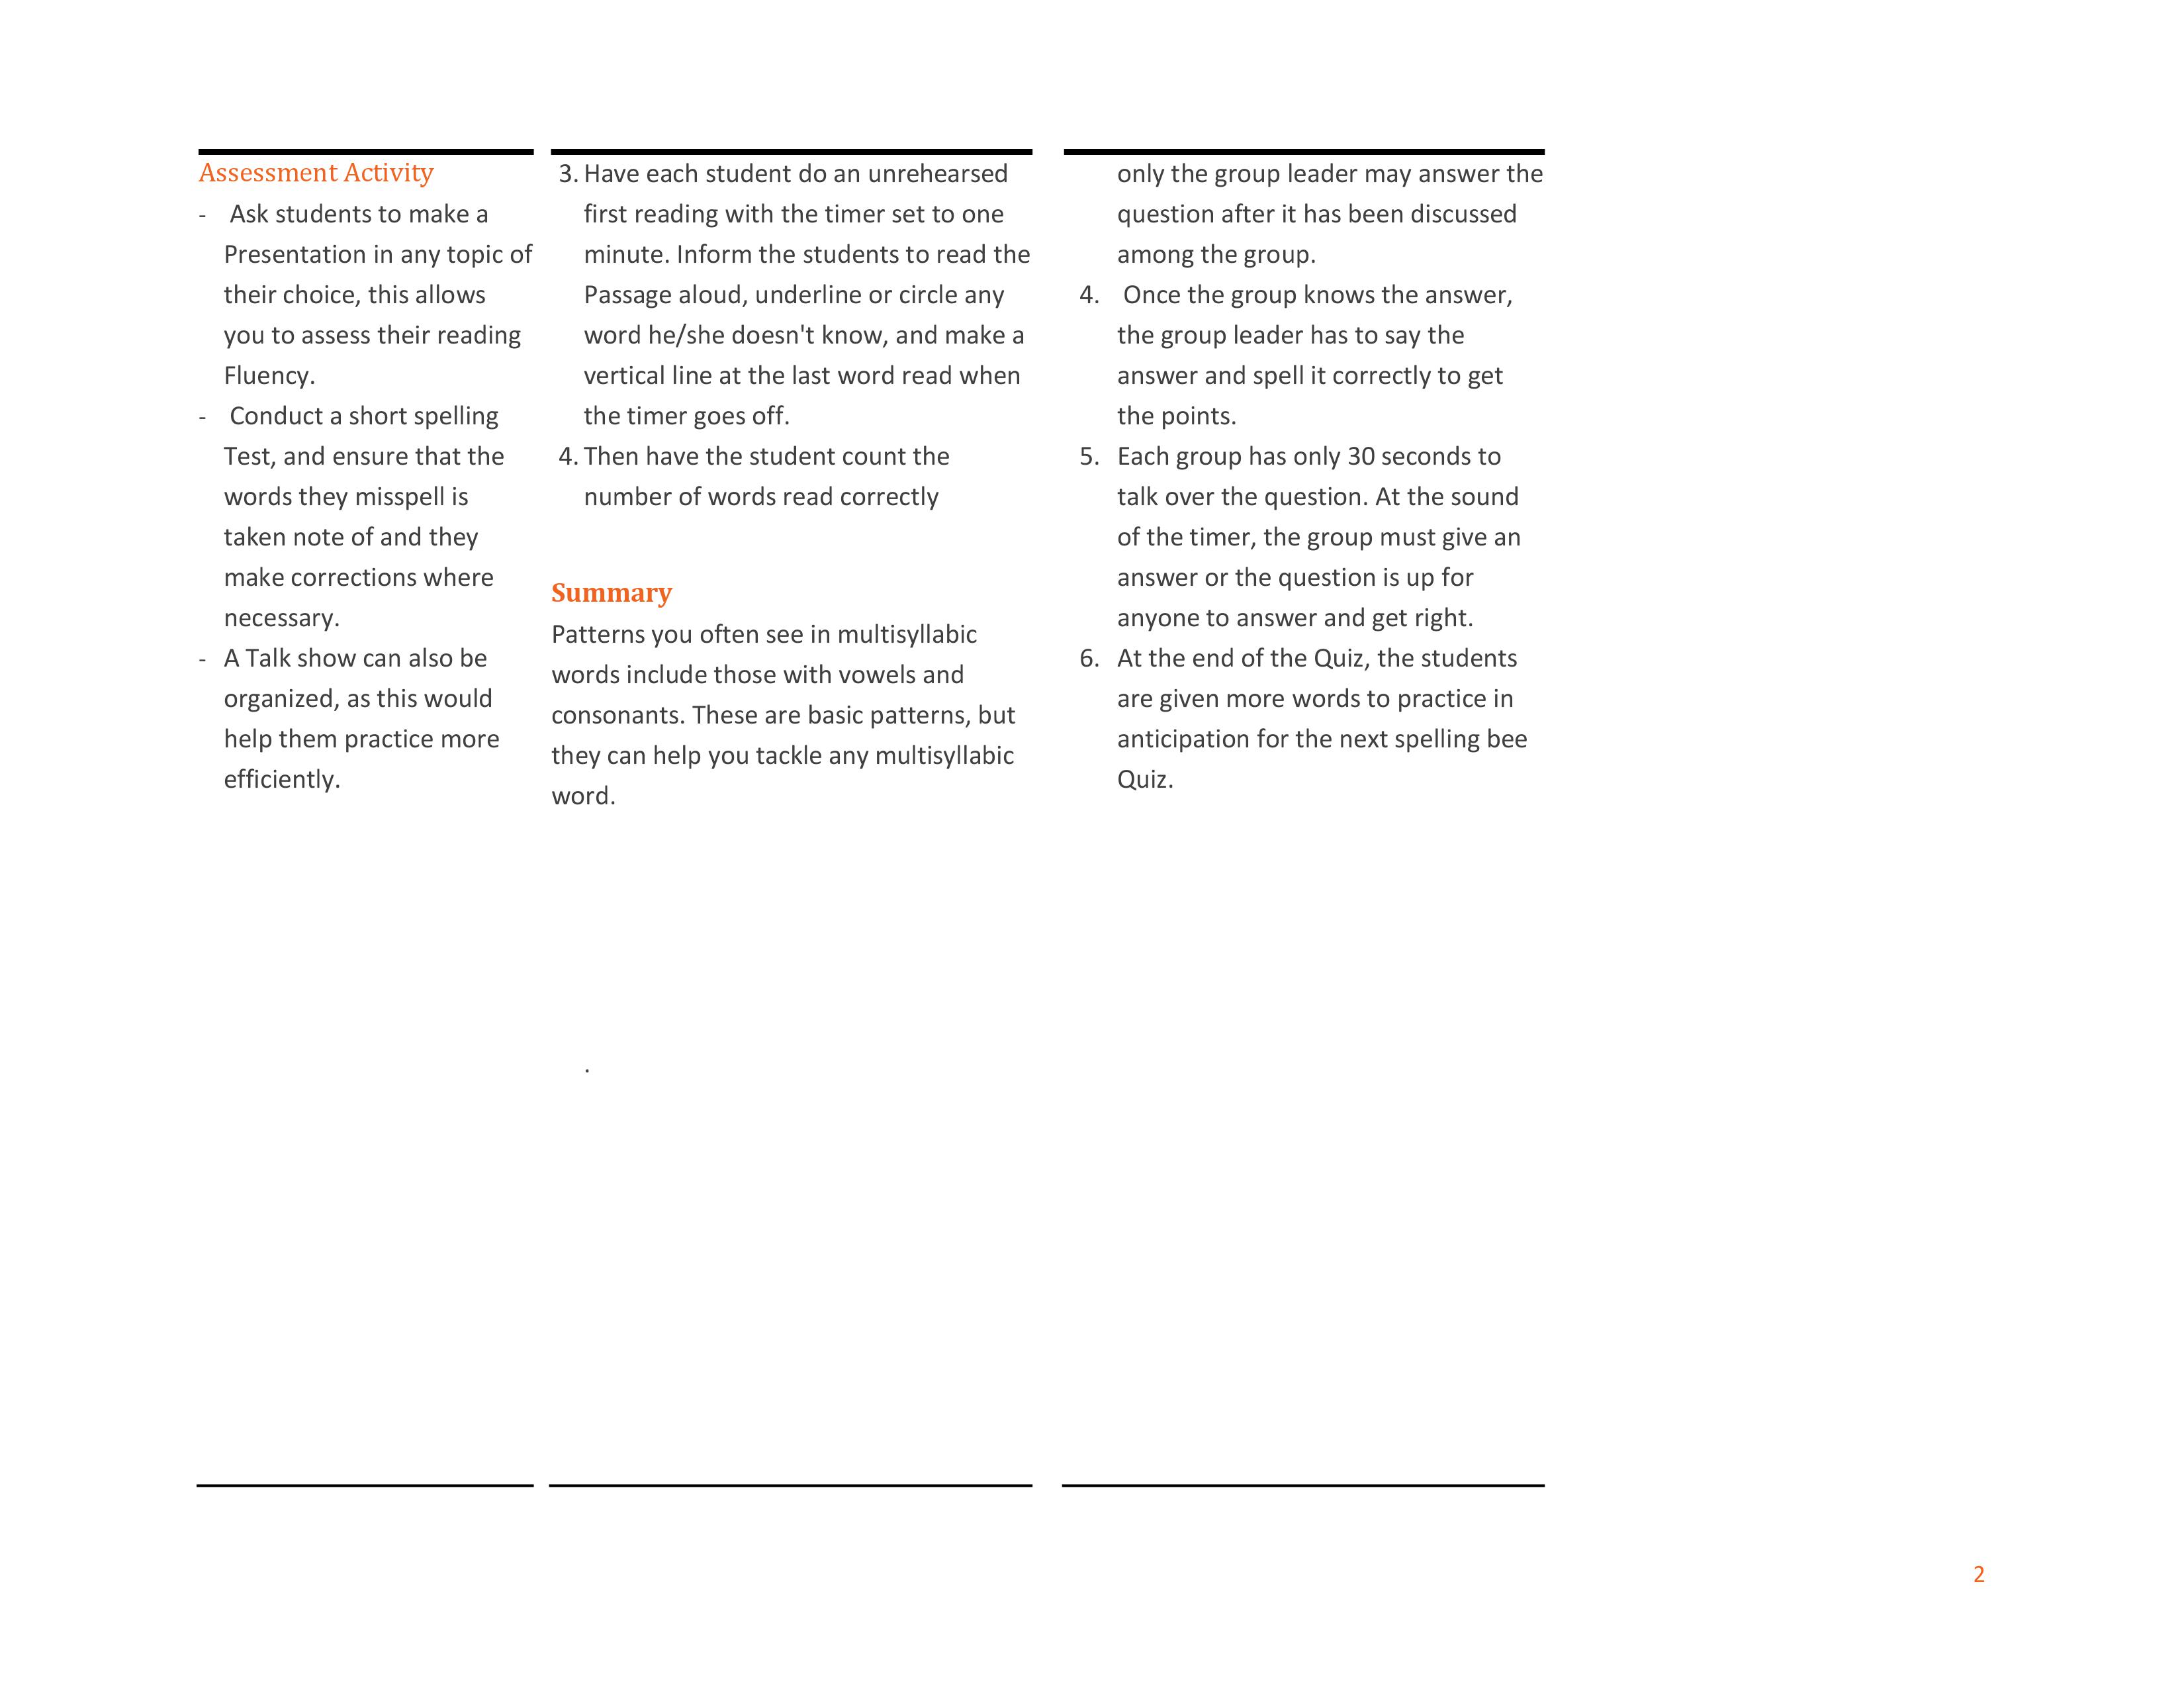 Assessment Activity
- Ask students to make a
Presentation in any topic of
their choice, this allows
you to assess their reading
Fluency.
- Conduct a short spelling
Test, and ensure that the
words they misspell is
taken note of and they
make corrections where
necessary.
- A Talk show can also be
organized, as this would
help them practice more
efficiently.
3. Have each student do an unrehearsed
first reading with the timer set to one
minute. Inform the students to read the
Passage aloud, underline or circle any
word he/she doesn't know, and make a
vertical line at the last word read when
the timer goes off.
4. Then have the student count the
number of words read correctly
Summary
Patterns you often see in multisyllabic
words include those with vowels and
consonants. These are basic patterns, but
they can help you tackle any multisyllabic
word.
.
only the group leader may answer the
question after it has been discussed
among the group.
4. Once the group knows the answer,
the group leader has to say the
answer and spell it correctly to get
the points.
5. Each group has only 30 seconds to
talk over the question. At the sound
of the timer, the group must give an
answer or the question is up for
anyone to answer and get right.
6. At the end of the Quiz, the students
are given more words to practice in
anticipation for the next spelling bee
Quiz.
2